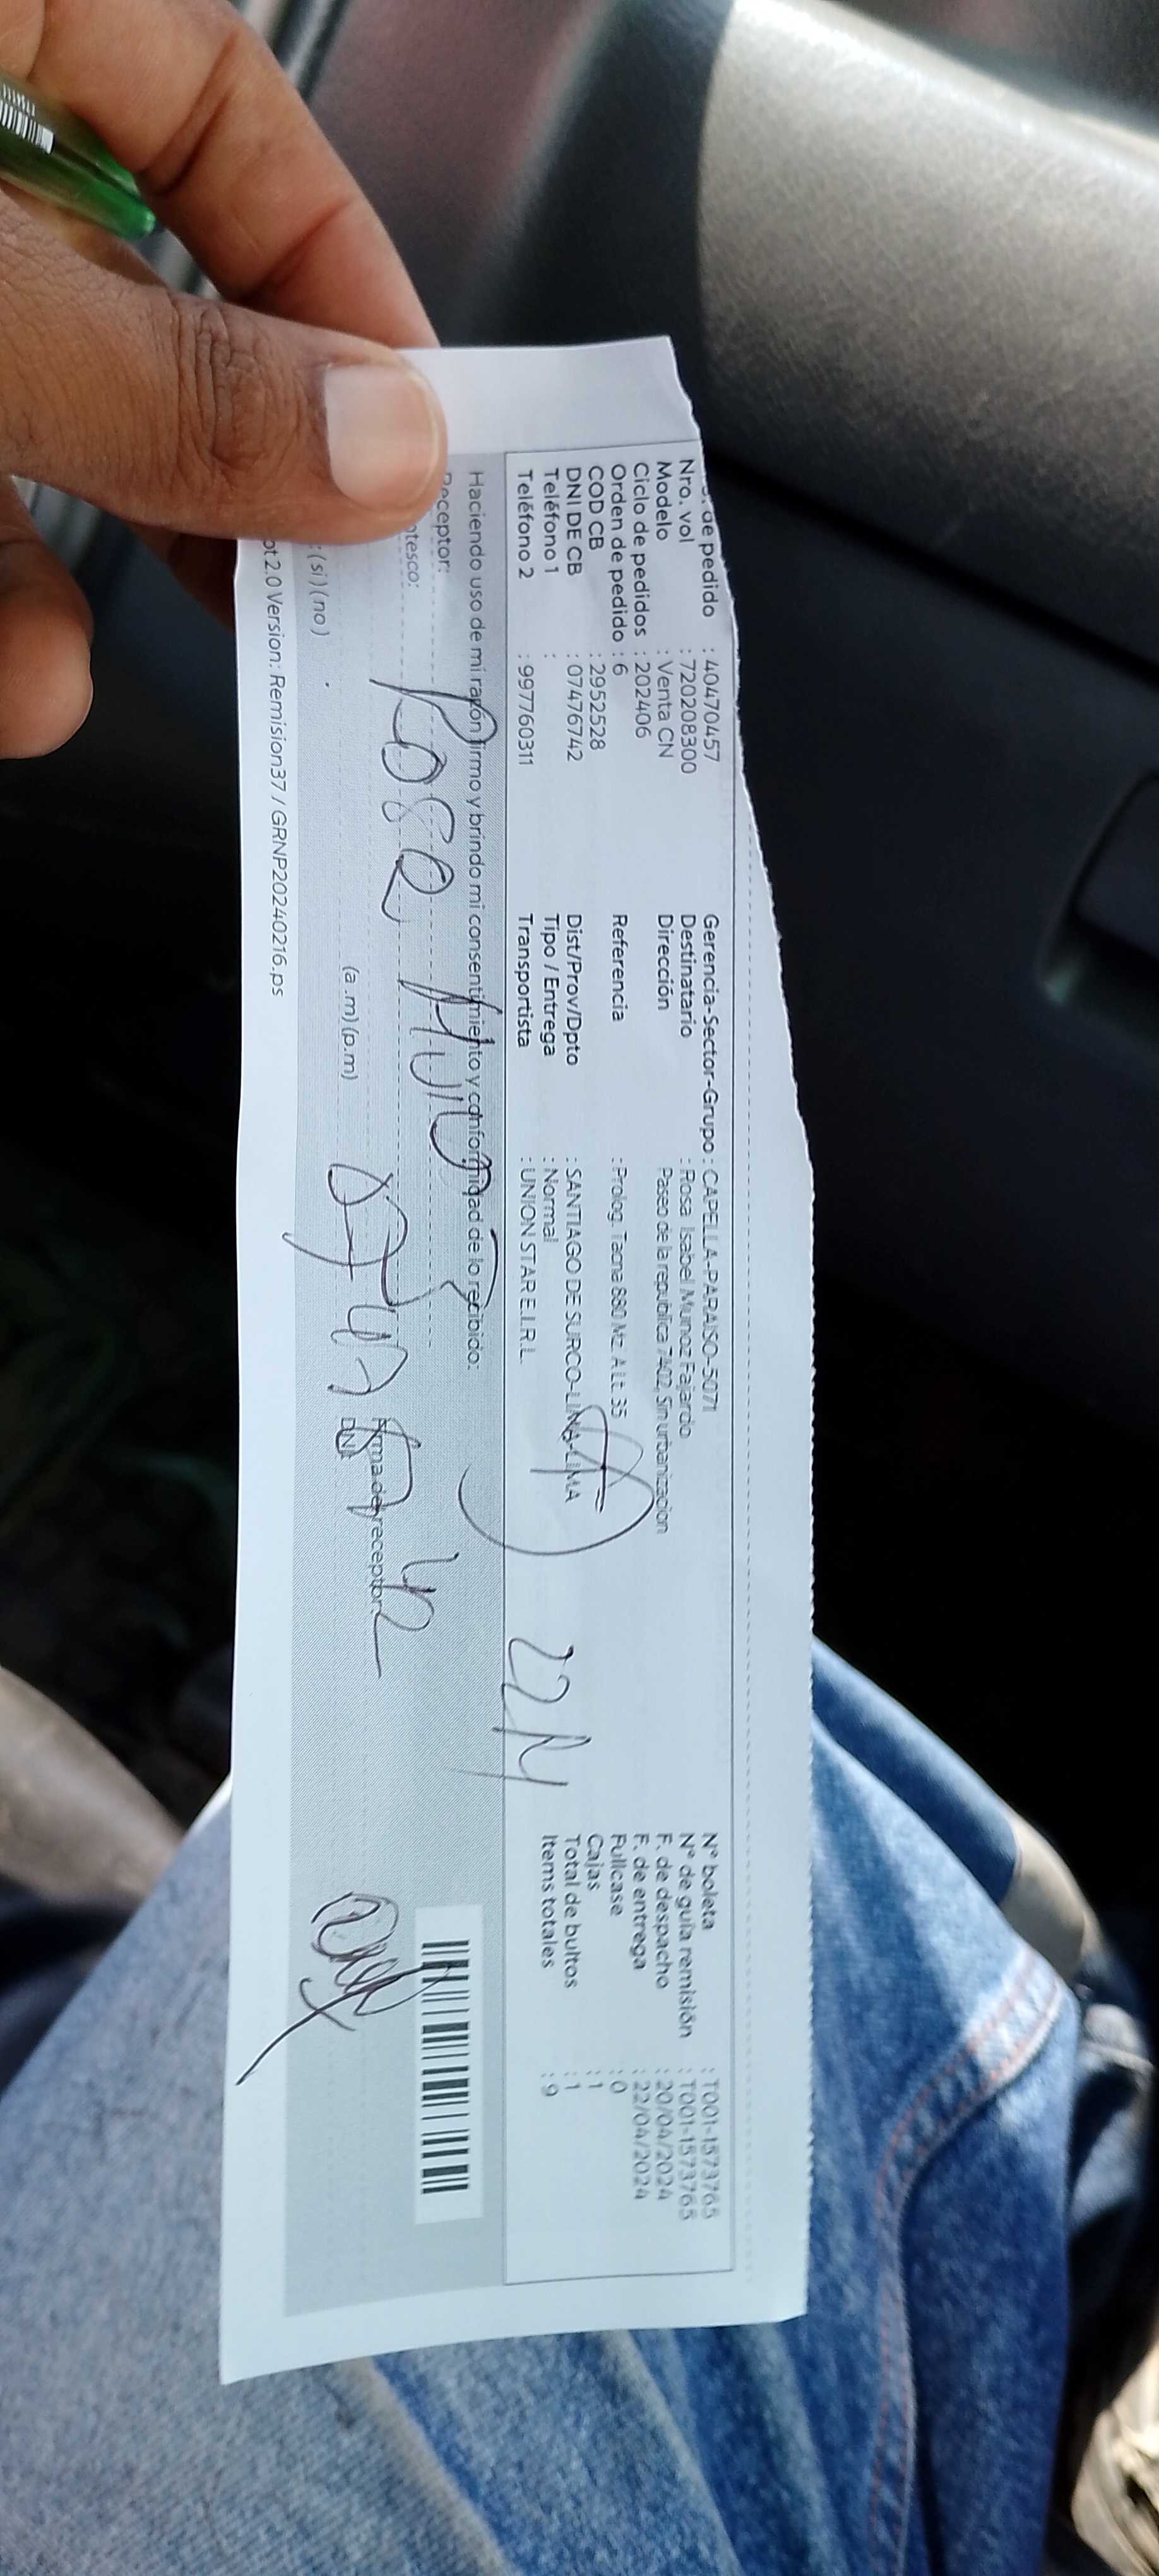 de pedido : 40470457
Nro. vol : 720208300
Modelo : Venta CN
Ciclo de pedidos : 202406
Orden de pedido : 6
COD CB : 2952528
DNI DE CB : 07476742
Teléfono 1 :
Teléfono 2 : 997760311
Gerencia-Sector-Grupo : CAPELLA-PARAISO-5071
Destinatario : Rosa Isabel Munoz Fajardo
Dirección Paseo de la republica 7402, Sin urbanizacion
Referencia : Prolog. Tacna 880 Mz A Lt 35
Dist/Prov/Dpto : SANTIAGO DE SURCO-LIMA-LIMA
Tipo / Entrega : Normal
Transportista : UNION STAR E.I.R.L.
22M
N° boleta : T001-1573765
N° de guía remisión : T001-1573765
F. de despacho : 20/04/2024
F. de entrega : 22/04/2024
Fullcase : 0
Cajas : 1
Total de bultos : 1
Items totales : 9
Haciendo uso de mi razón firmo y brindo mi consentimiento y conformidad de lo recibido:
Receptor:
Rosa
: (si) (no)
(a.m) (p.m)
Firma del receptor
DNI
2.0 Version: Remision37 / GRNP20240216.ps